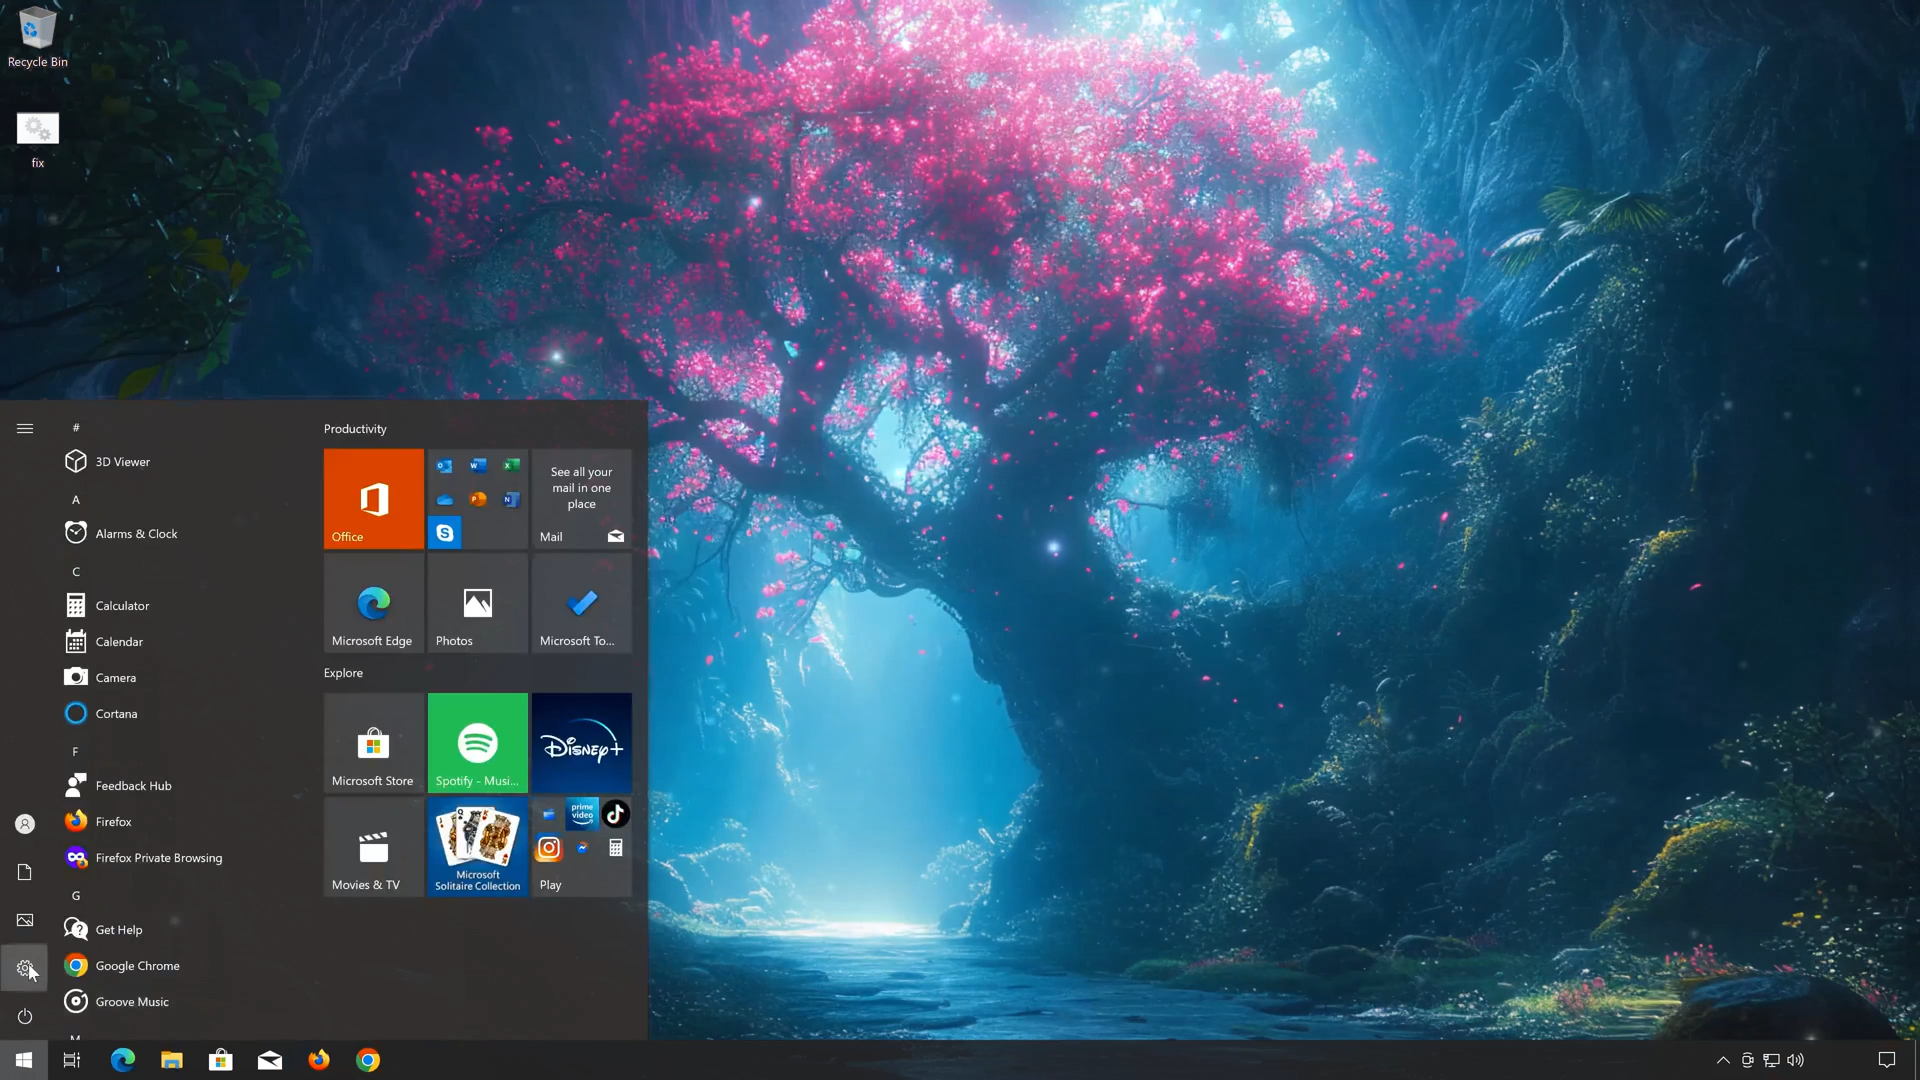 Recycle Bin
fix
#
3D Viewer
A
Alarms & Clock
C
Calculator
Calendar
Camera
Cortana
F
Feedback Hub
Firefox
Firefox Private Browsing
G
Get Help
Google Chrome
Groove Music
M
Productivity
Office
See all your
mail in one
place
Mail
Microsoft Edge
Photos
Microsoft To...
Explore
Microsoft Store
Spotify - Musi...
Disney+
Movies & TV
Microsoft
Solitaire Collection
prime
video
Play